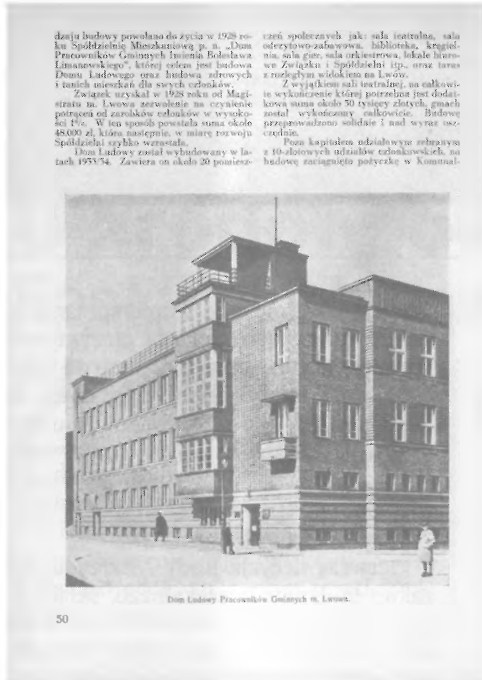 dzaju budowy powołano do życia w 1928 ro-
ku Spółdzielnię Mieszkaniową p. n. „Dom
Pracowników Gminnych Imienia Bolesława
Limanowskiego", której celem jest budowa
Domu Ludowego oraz budowa zdrowych
i tanich mieszkań dla swych członków.
Związek uzyskał w 1928 roku od Magi-
stratu m. Lwowa zezwolenie na czynienie
potrąceń od zarobków członków w wysoko-
ści 1%. W ten sposób powstała suma około
48.000 zł, która następnie, w miarę rozwoju
Spółdzielni szybko wzrastała.
Dom Ludowy został wybudowany w la-
tach 1933/34. Zawiera on około 20 pomiesz-
czeń społecznych jak: sala teatralna, sala
odczytowo-zabawowa, biblioteka, kręgiel-
nia, sala gier, sala orkiestrowa, lokale biuro-
we Związku i Spółdzielni itp., oraz taras
z rozległym widokiem na Lwów.
Z wyjątkiem sali teatralnej, na całkowi-
te wykończenie której potrzebna jest dodat-
kowa suma około 50 tysięcy złotych, gmach
został wykończony całkowicie. Budowę
przeprowadzono solidnie i nad wyraz osz-
czędnie.
Poza kapitałem udziałowym zebranym
z 10-złotowych udziałów członkowskich, na
budowę zaciągnięto pożyczkę w Komunal-
Dom Ludowy Pracowników Gminnych m. Lwowa.
50